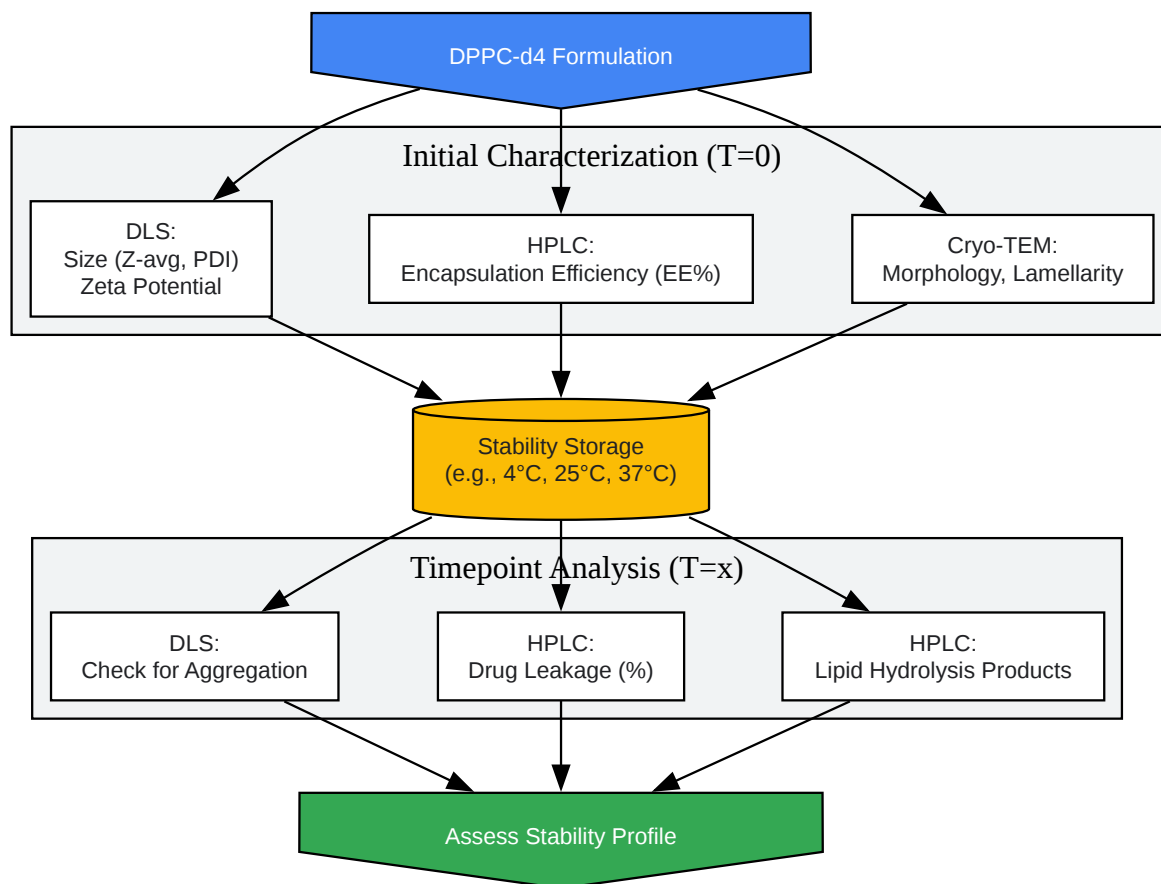 DPPC-d4 Formulation
Initial Characterization (T=0)
DLS:
Size (Z-avg, PDI)
Zeta Potential
HPLC:
Encapsulation Efficiency (EE%)
Cryo-TEM:
Morphology, Lamellarity
Stability Storage
(e.g., 4°C, 25°C, 37°C)
Timepoint Analysis (T=x)
DLS:
Check for Aggregation
HPLC:
Drug Leakage (%)
HPLC:
Lipid Hydrolysis Products
Assess Stability Profile